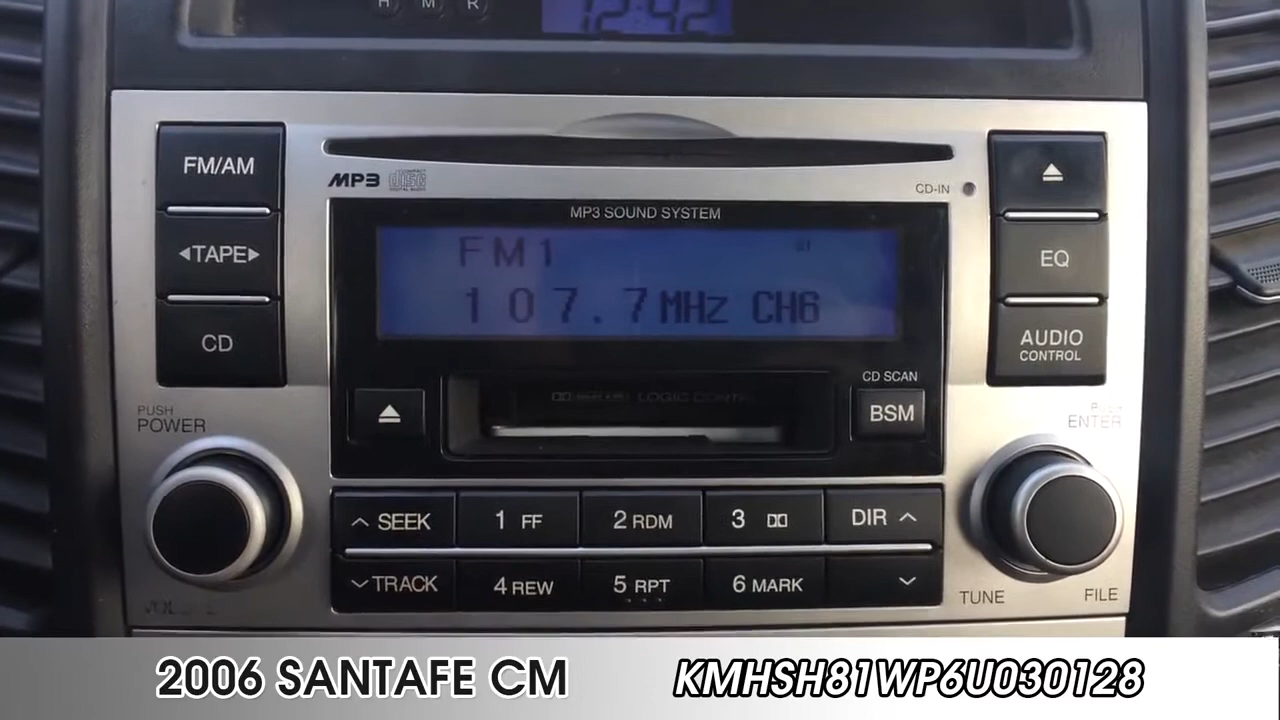 H M R
12:42
FM/AM
MP3
CD-IN
MP3 SOUND SYSTEM
FM1
◀TAPE▶
EQ
107.7MHz CH6
CD
AUDIO
CONTROL
CD SCAN
BSM
PUSH
POWER
ENTER
SEEK
1 FF
2 RDM
3
DIR
TRACK
4 REW
5 RPT
6 MARK
TUNE
FILE
2006 SANTAFE CM
KMHSH81WP6U030128